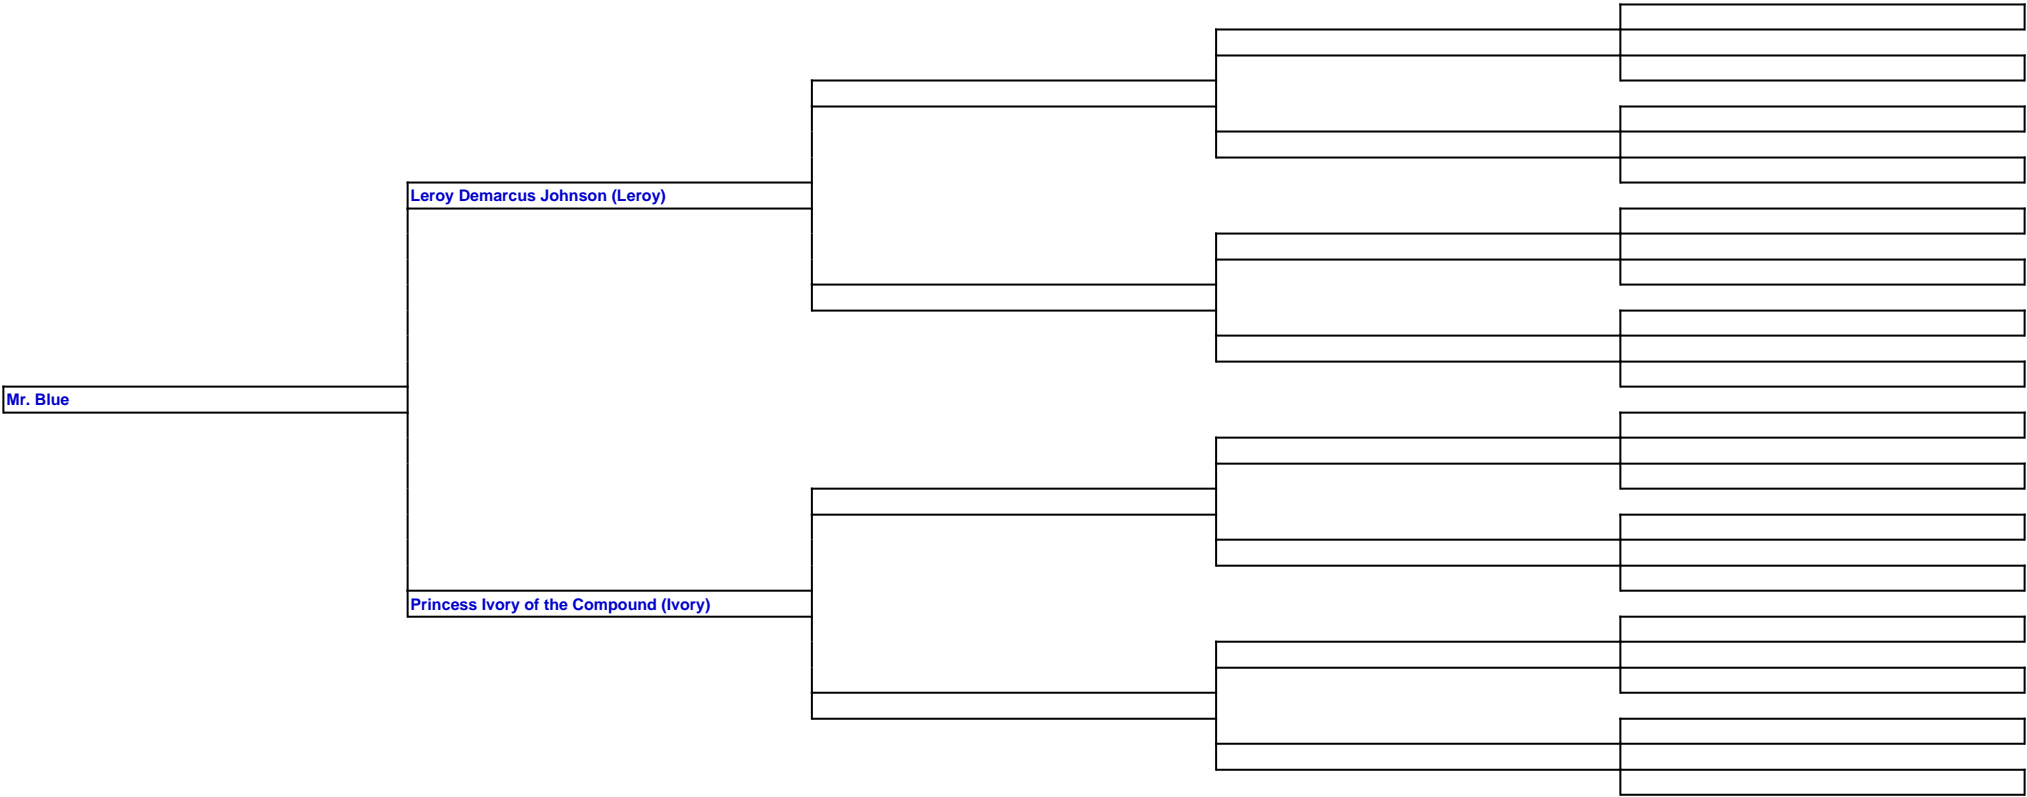 Leroy Demarcus Johnson (Leroy)
Mr. Blue
Princess Ivory of the Compound (Ivory)